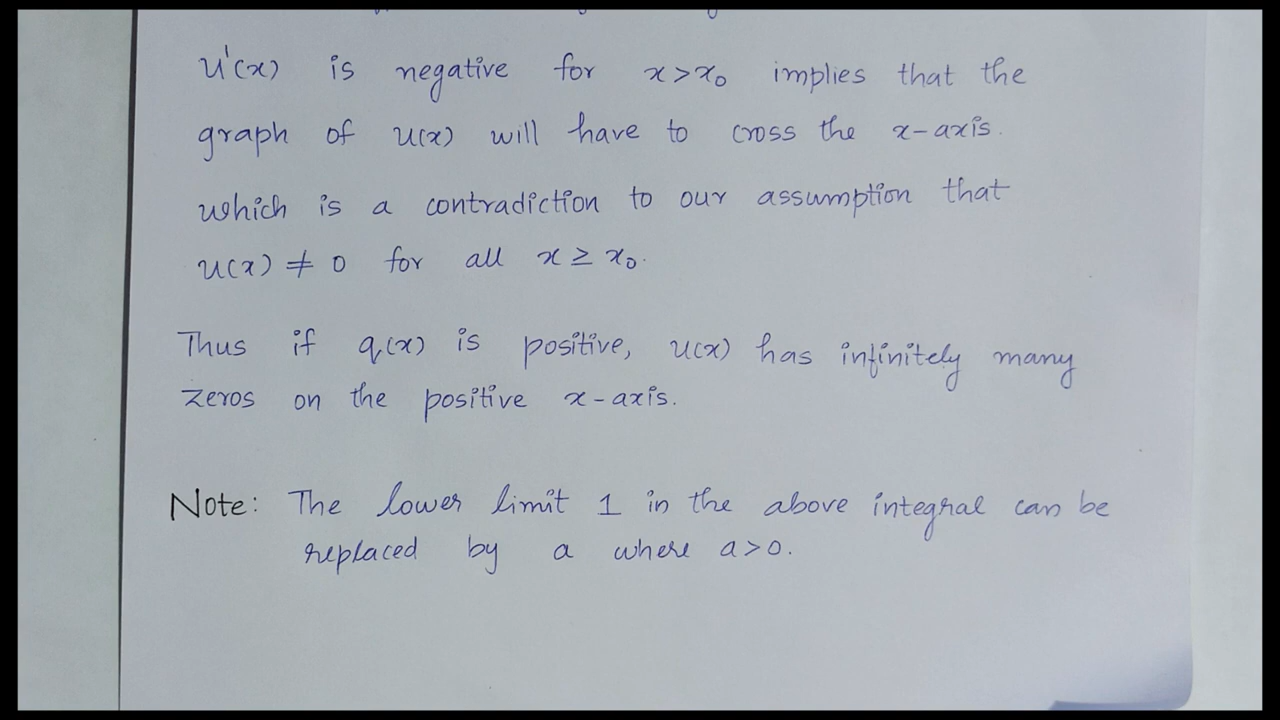 u'(x) is negative for x > x₀ implies that the
graph of u(x) will have to cross the x-axis.
which is a contradiction to our assumption that
u(x) ≠ 0 for all x ≥ x₀.
Thus if q(x) is positive, u(x) has infinitely many
zeros on the positive x-axis.
Note: The lower limit 1 in the above integral can be
replaced by a where a>0.